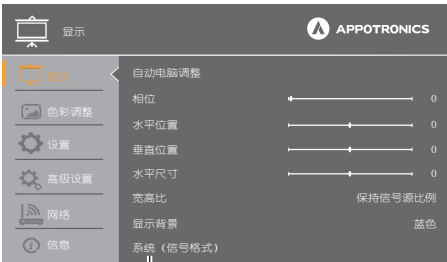 显示
APPOTRONICS
显示
色彩调整
设置
高级设置
网络
信息
自动电脑调整
相位 0
水平位置 0
垂直位置 0
水平尺寸 0
宽高比 保持信号源比例
显示背景 蓝色
系统 (信号格式)